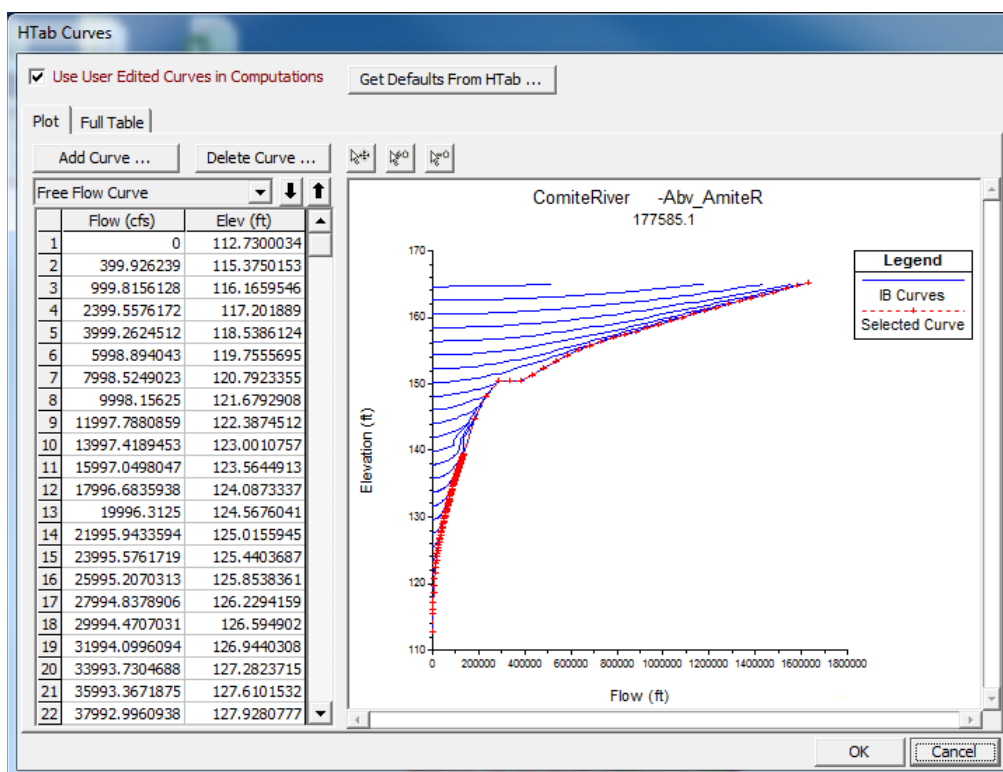 HTab Curves
Use User Edited Curves in Computations
Get Defaults From HTab ...
Plot
Full Table
Add Curve ...
Delete Curve ...
Free Flow Curve
Flow (cfs) Elev (ft)
1 0 112.7300034
2 399.926239 115.3750153
3 999.8156128 116.1659546
4 2399.5576172 117.201889
5 3999.2624512 118.5386124
6 5998.894043 119.7555695
7 7998.5249023 120.7923355
8 9998.15625 121.6792908
9 11997.7880859 122.3874512
10 13997.4189453 123.0010757
11 15997.0498047 123.5644913
12 17996.6835938 124.0873337
13 19996.3125 124.5676041
14 21995.9433594 125.0155945
15 23995.5761719 125.4403687
16 25995.2070313 125.8538361
17 27994.8378906 126.2294159
18 29994.4707031 126.594902
19 31994.0996094 126.9440308
20 33993.7304688 127.2823715
21 35993.3671875 127.6101532
22 37992.9960938 127.9280777
ComiteRiver -Abv_AmiteR
177585.1
170
160
150
140
130
120
110
Elevation (ft)
0 200000 400000 600000 800000 1000000 1200000 1400000 1600000 1800000
Flow (ft)
Legend
IB Curves
Selected Curve
OK
Cancel